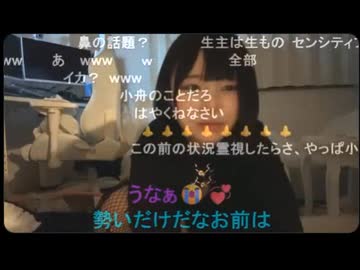 鼻の話題？ 生主は生もの センシティブ
ww あ www w 全部
イカ？ www
小舟のことだろ
はやくねなさい
👃👃👃👃👃👃👃
この前の状況霊視したらさ、やっぱ小
うなぁ😭💞
勢いだけだなお前は